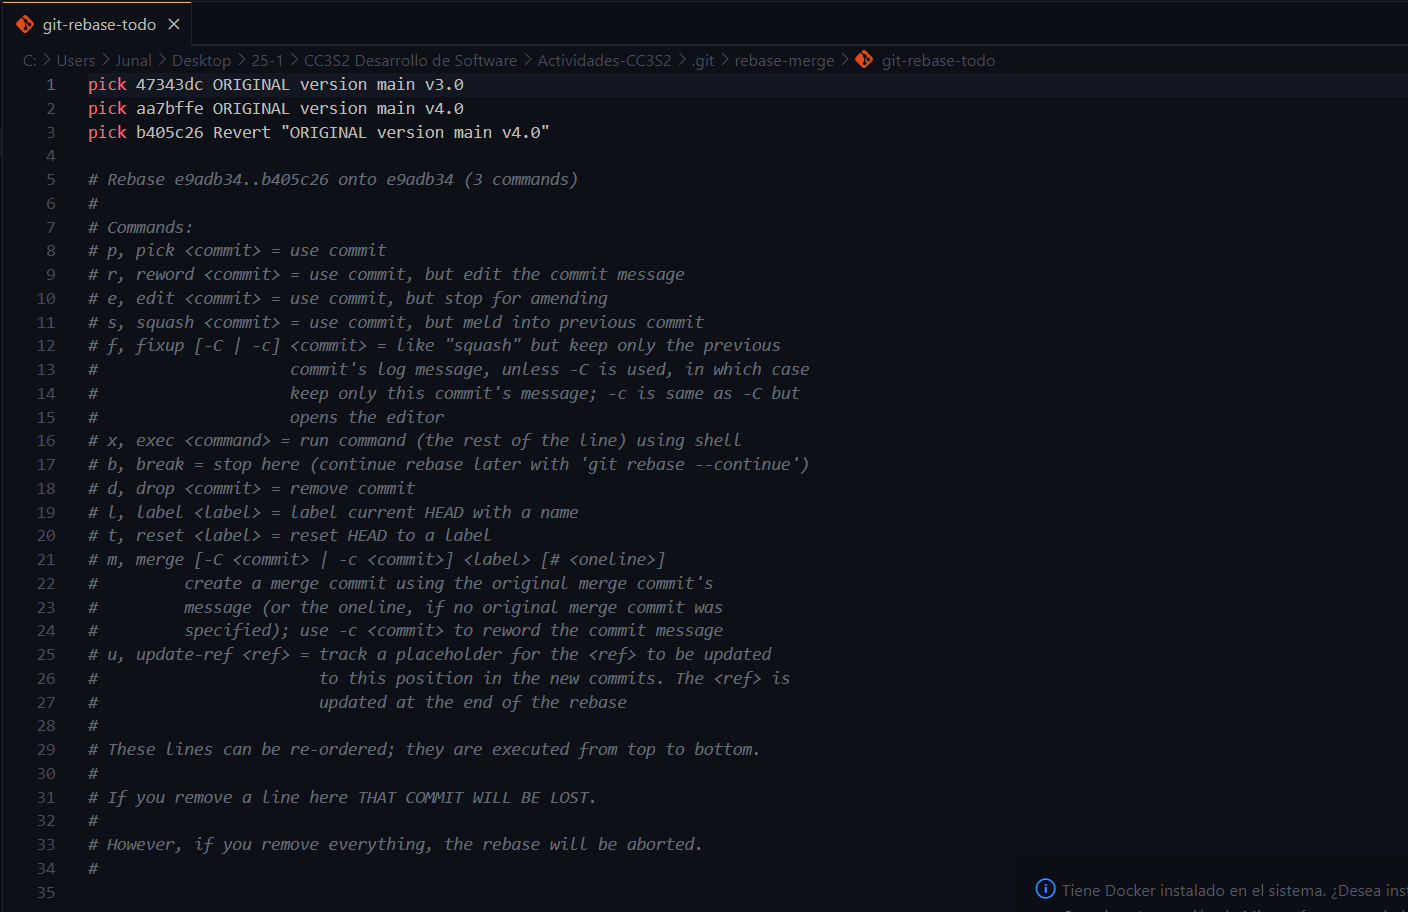 git-rebase-todo
C: > Users > Junal > Desktop > 25-1 > CC3S2 Desarrollo de Software > Actividades-CC3S2 > .git > rebase-merge > git-rebase-todo
1 pick 47343dc ORIGINAL version main v3.0
2 pick aa7bffe ORIGINAL version main v4.0
3 pick b405c26 Revert "ORIGINAL version main v4.0"
4
5 # Rebase e9adb34..b405c26 onto e9adb34 (3 commands)
6 #
7 # Commands:
8 # p, pick <commit> = use commit
9 # r, reword <commit> = use commit, but edit the commit message
10 # e, edit <commit> = use commit, but stop for amending
11 # s, squash <commit> = use commit, but meld into previous commit
12 # f, fixup [-C | -c] <commit> = like "squash" but keep only the previous
13 #                    commit's log message, unless -C is used, in which case
14 #                    keep only this commit's message; -c is same as -C but
15 #                    opens the editor
16 # x, exec <command> = run command (the rest of the line) using shell
17 # b, break = stop here (continue rebase later with 'git rebase --continue')
18 # d, drop <commit> = remove commit
19 # l, label <label> = label current HEAD with a name
20 # t, reset <label> = reset HEAD to a label
21 # m, merge [-C <commit> | -c <commit>] <label> [# <oneline>]
22 #         create a merge commit using the original merge commit's
23 #         message (or the oneline, if no original merge commit was
24 #         specified); use -c <commit> to reword the commit message
25 # u, update-ref <ref> = track a placeholder for the <ref> to be updated
26 #                       to this position in the new commits. The <ref> is
27 #                       updated at the end of the rebase
28 #
29 # These lines can be re-ordered; they are executed from top to bottom.
30 #
31 # If you remove a line here THAT COMMIT WILL BE LOST.
32 #
33 # However, if you remove everything, the rebase will be aborted.
34 #
35
Tiene Docker instalado en el sistema. ¿Desea inst